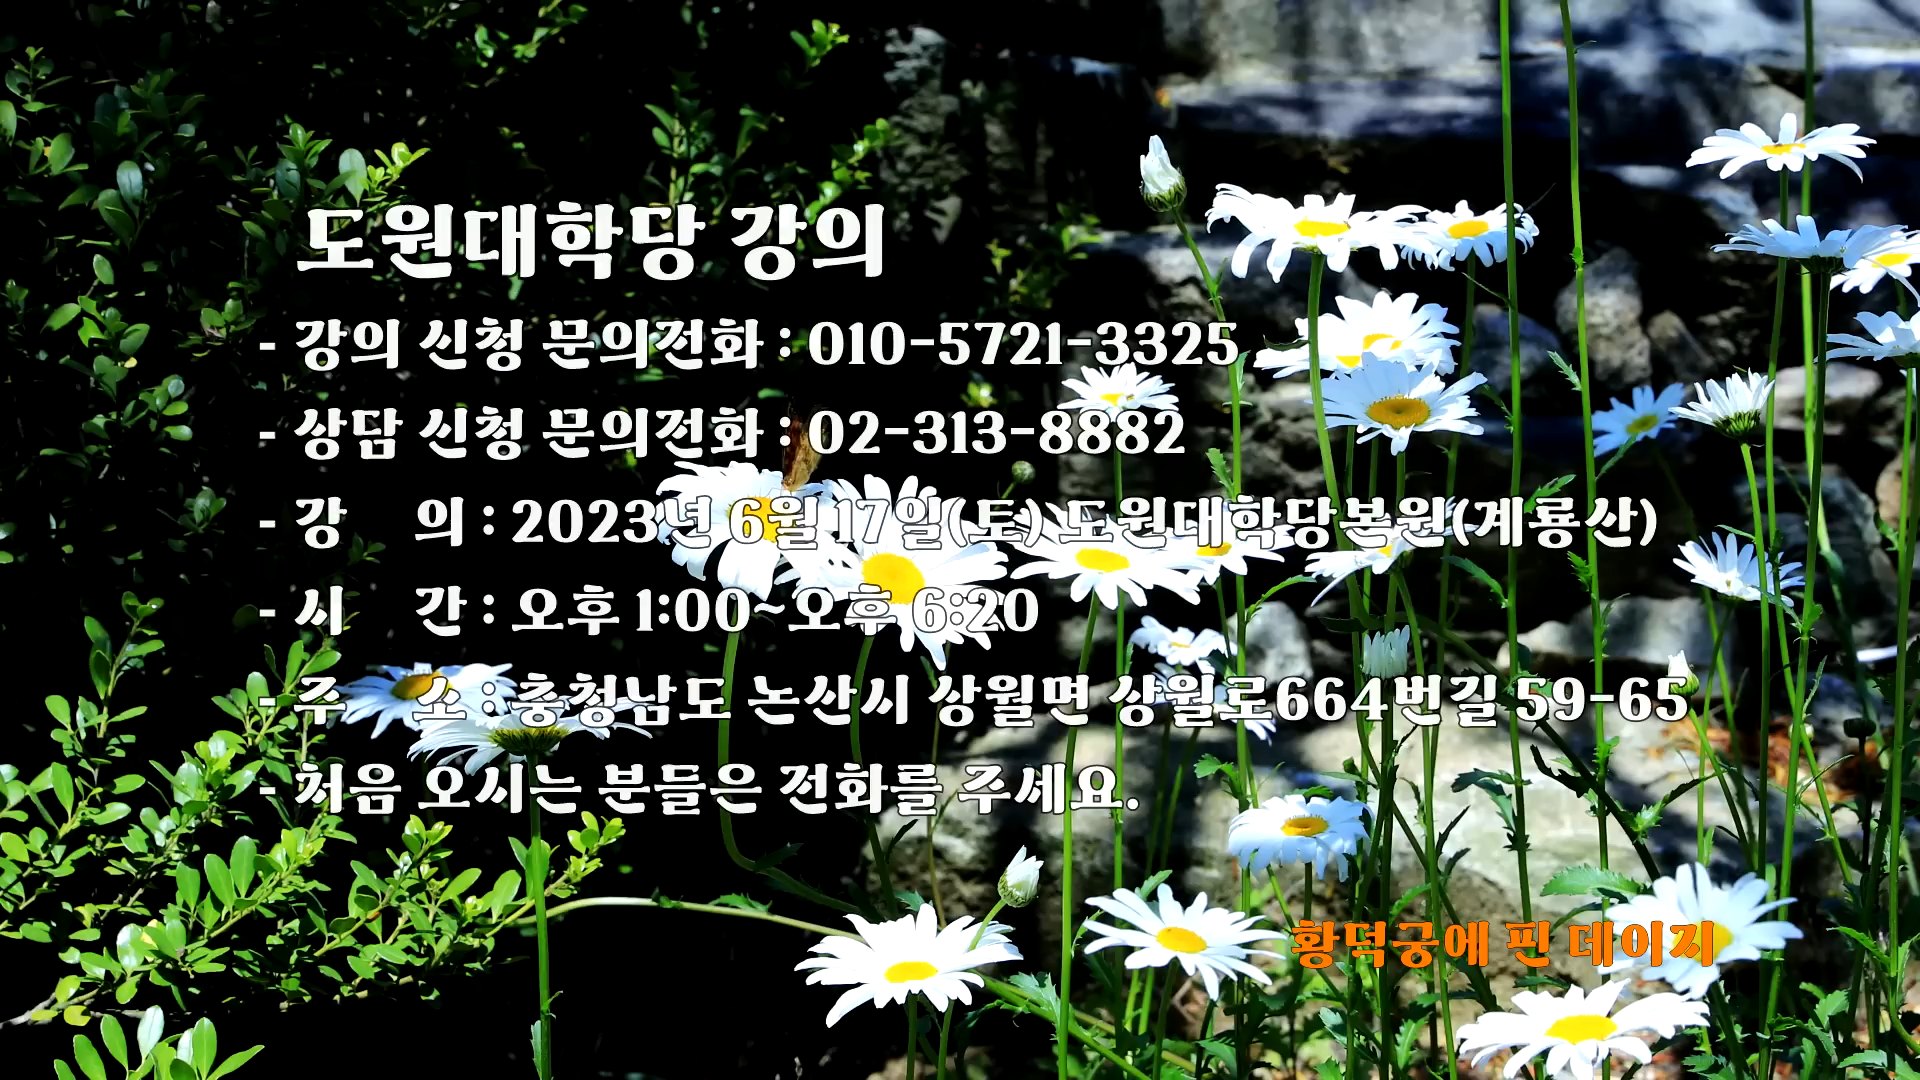 도원대학당 강의
- 강의 신청 문의전화 : 010-5721-3325
- 상담 신청 문의전화 : 02-313-8882
- 강 의 : 2023년 6월 17일(토) 도원대학당본원(계룡산)
- 시 간 : 오후 1:00~오후 6:20
- 주 소 : 충청남도 논산시 상월면 상월로664번길 59-65
- 처음 오시는 분들은 전화를 주세요.
황덕궁에 핀 데이지